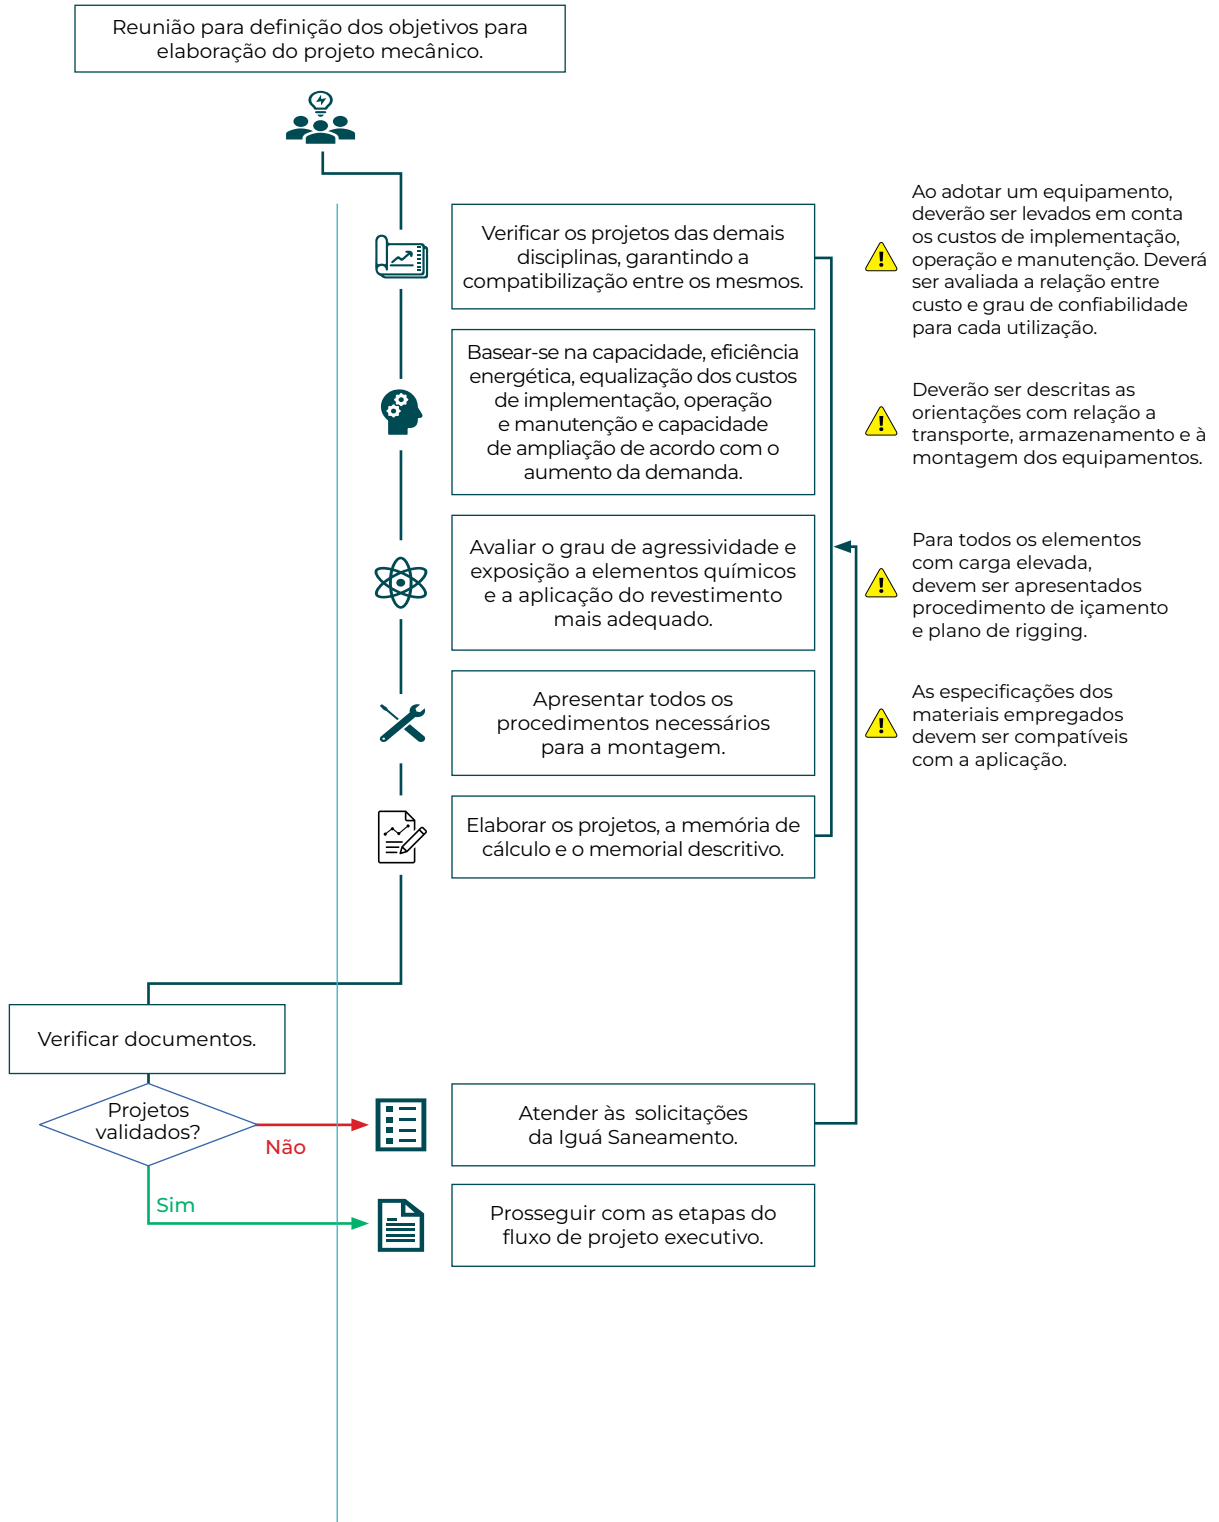 Reunião para definição dos objetivos para
elaboração do projeto mecânico.
Verificar os projetos das demais
disciplinas, garantindo a
compatibilização entre os mesmos.
Ao adotar um equipamento,
deverão ser levados em conta
os custos de implementação,
operação e manutenção. Deverá
ser avaliada a relação entre
custo e grau de confiabilidade
para cada utilização.
Basear-se na capacidade, eficiência
energética, equalização dos custos
de implementação, operação
e manutenção e capacidade
de ampliação de acordo com o
aumento da demanda.
Deverão ser descritas as
orientações com relação a
transporte, armazenamento e à
montagem dos equipamentos.
Avaliar o grau de agressividade e
exposição a elementos químicos
e a aplicação do revestimento
mais adequado.
Para todos os elementos
com carga elevada,
devem ser apresentados
procedimento de içamento
e plano de rigging.
Apresentar todos os
procedimentos necessários
para a montagem.
As especificações dos
materiais empregados
devem ser compatíveis
com a aplicação.
Elaborar os projetos, a memória de
cálculo e o memorial descritivo.
Verificar documentos.
Projetos
validados?
Não
Atender às solicitações
da Iguá Saneamento.
Sim
Prosseguir com as etapas do
fluxo de projeto executivo.